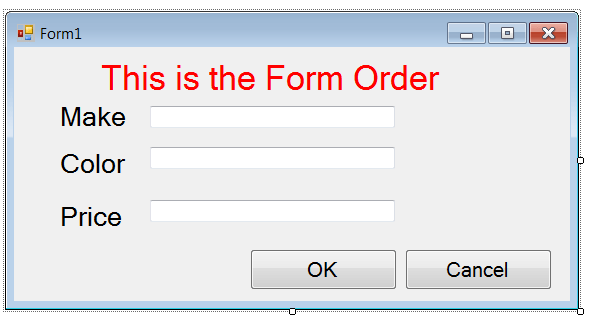 Form1
This is the Form Order
Make
Color
Price
OK Cancel